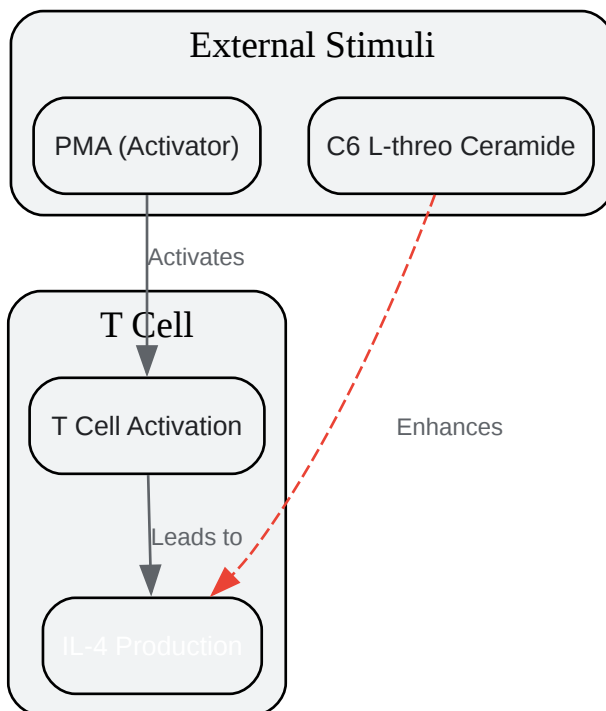 External Stimuli
PMA (Activator)
C6 L-threo Ceramide
Activates
T Cell
T Cell Activation
Enhances
Leads to
IL-4 Production